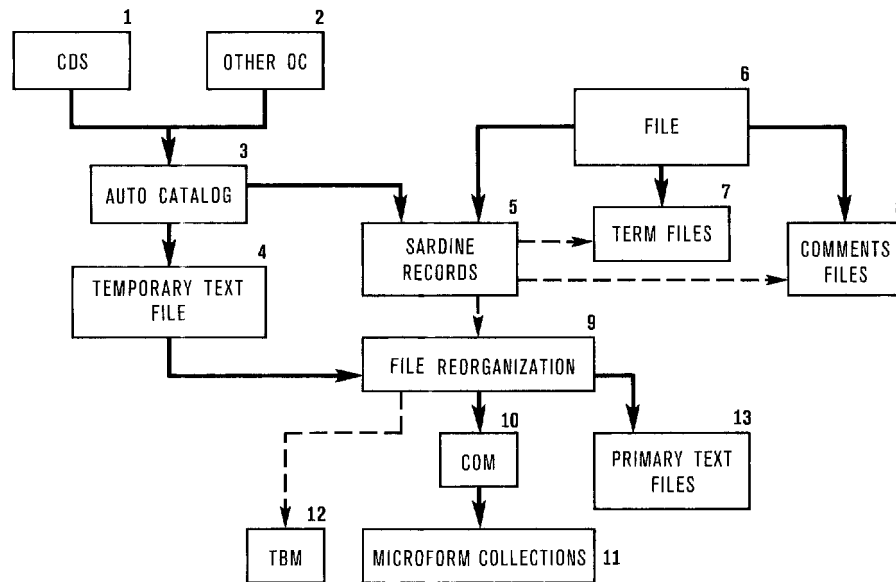 1
CDS
2
OTHER OC
3
AUTO CATALOG
4
TEMPORARY TEXT
FILE
5
SARDINE
RECORDS
6
FILE
7
TERM FILES
COMMENTS
FILES
9
FILE REORGANIZATION
10
COM
11
MICROFORM COLLECTIONS
12
TBM
13
PRIMARY TEXT
FILES